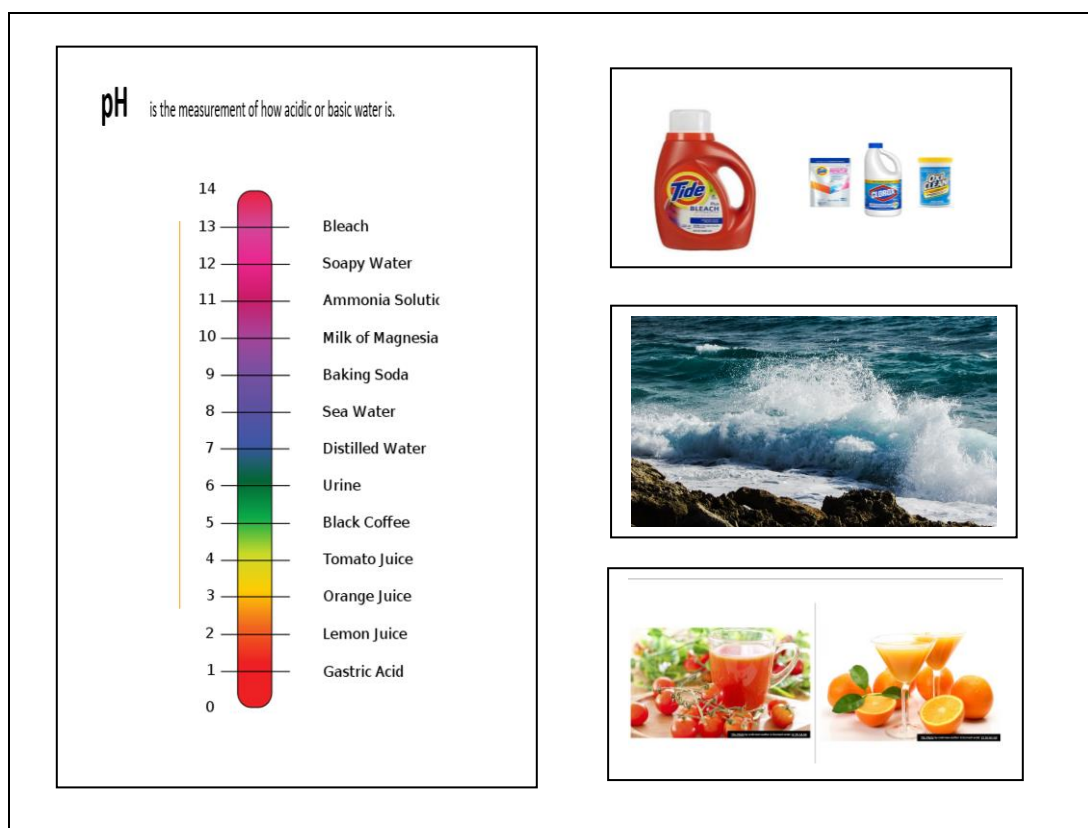 pH is the measurement of how acidic or basic water is.
14
13 Bleach
12 Soapy Water
11 Ammonia Solutic
10 Milk of Magnesia
9 Baking Soda
8 Sea Water
7 Distilled Water
6 Urine
5 Black Coffee
4 Tomato Juice
3 Orange Juice
2 Lemon Juice
1 Gastric Acid
0
Tide
BLEACH
CLOROX